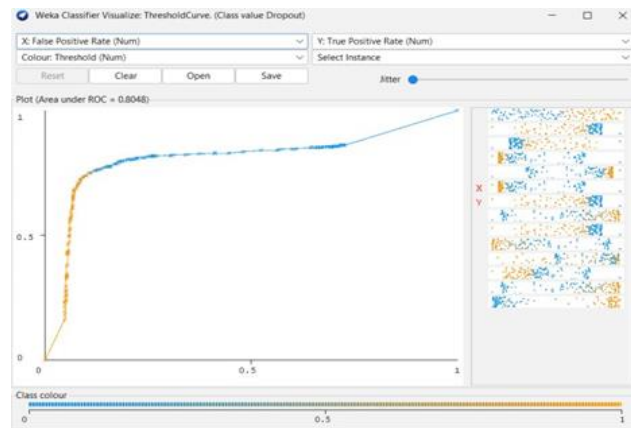 Weka Classifier Visualize: ThresholdCurve. (Class value Dropout)
X: False Positive Rate (Num)
Y: True Positive Rate (Num)
Colour: Threshold (Num)
Select Instance
Reset
Clear
Open
Save
Jitter
Plot (Area under ROC = 0.8048)
1
0.5
0
0
0.5
1
X
Y
Class colour
0
0.5
1